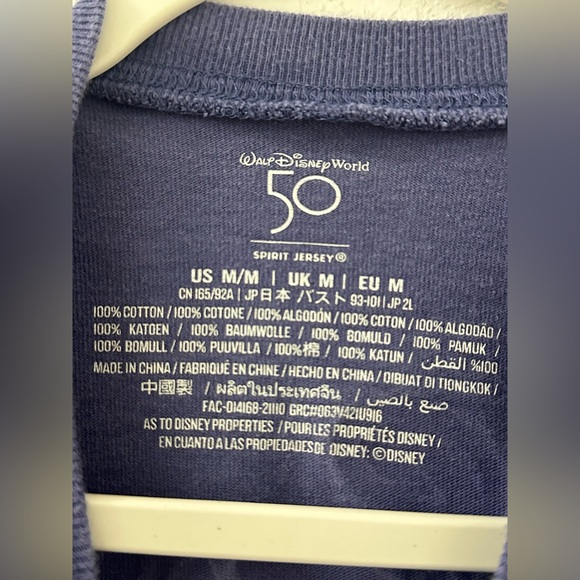 Walt Disney World
50
SPIRIT JERSEY®
US M/M | UK M | EU M
CN 165/92A | JP日本 バスト 93-101 | JP 2L
100% COTTON / 100% COTONE / 100% ALGODÓN / 100% COTON / 100% ALGODÃO /
100% KATOEN / 100% BAUMWOLLE / 100% BOMULD / 100% PAMUK /
100% BOMULL / 100% PUUVILLA / 100%棉 / 100% KATUN / %100 القطن
MADE IN CHINA / FABRIQUÉ EN CHINE / HECHO EN CHINA / DIBUAT DI TIONGKOK /
中國製 / ผลิตในประเทศจีน / صنع بالصين
FAC-014168-21110 GRC#063V421U916
AS TO DISNEY PROPERTIES / POUR LES PROPRIÉTÉS DISNEY /
EN CUANTO A LAS PROPIEDADES DE DISNEY: ©DISNEY